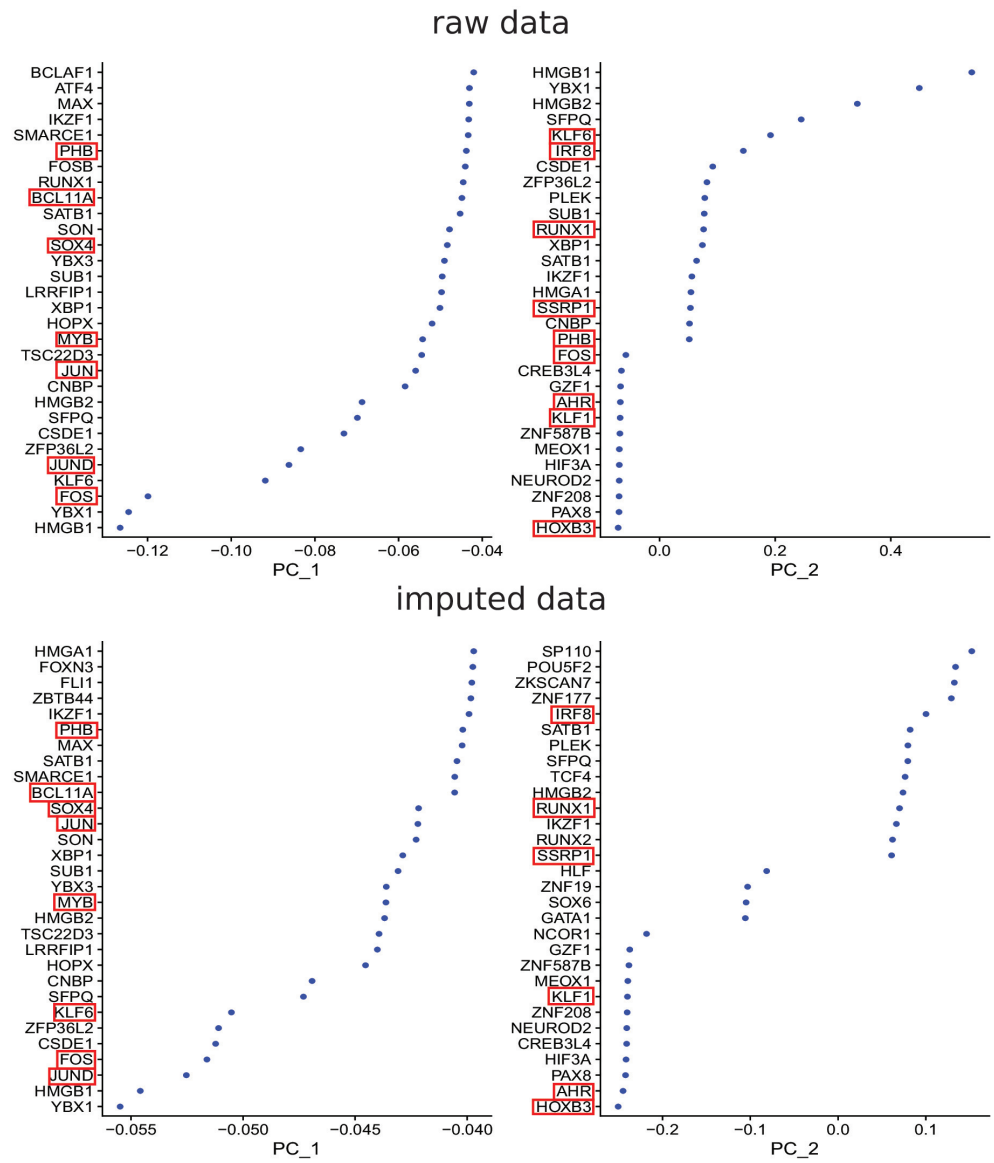 raw data
BCLAF1
ATF4
MAX
IKZF1
SMARCE1
PHB
FOSB
RUNX1
BCL11A
SATB1
SON
SOX4
YBX3
SUB1
LRRFIP1
XBP1
HOPX
MYB
TSC22D3
JUN
CNBP
HMGB2
SFPQ
CSDE1
ZFP36L2
JUND
KLF6
FOS
YBX1
HMGB1
−0.12 −0.10 −0.08 −0.06 −0.04
PC_1
HMGB1
YBX1
HMGB2
SFPQ
KLF6
IRF8
CSDE1
ZFP36L2
PLEK
SUB1
RUNX1
XBP1
SATB1
IKZF1
HMGA1
SSRP1
CNBP
PHB
FOS
CREB3L4
GZF1
AHR
KLF1
ZNF587B
MEOX1
HIF3A
NEUROD2
ZNF208
PAX8
HOXB3
0.0 0.2 0.4
PC_2
imputed data
HMGA1
FOXN3
FLI1
ZBTB44
IKZF1
PHB
MAX
SATB1
SMARCE1
BCL11A
SOX4
JUN
SON
XBP1
SUB1
YBX3
MYB
HMGB2
TSC22D3
LRRFIP1
HOPX
CNBP
SFPQ
KLF6
ZFP36L2
CSDE1
FOS
JUND
HMGB1
YBX1
−0.055 −0.050 −0.045 −0.040
PC_1
SP110
POU5F2
ZKSCAN7
ZNF177
IRF8
SATB1
PLEK
SFPQ
TCF4
HMGB2
RUNX1
IKZF1
RUNX2
SSRP1
HLF
ZNF19
SOX6
GATA1
NCOR1
GZF1
ZNF587B
MEOX1
KLF1
ZNF208
NEUROD2
CREB3L4
HIF3A
PAX8
AHR
HOXB3
−0.2 −0.1 0.0 0.1
PC_2